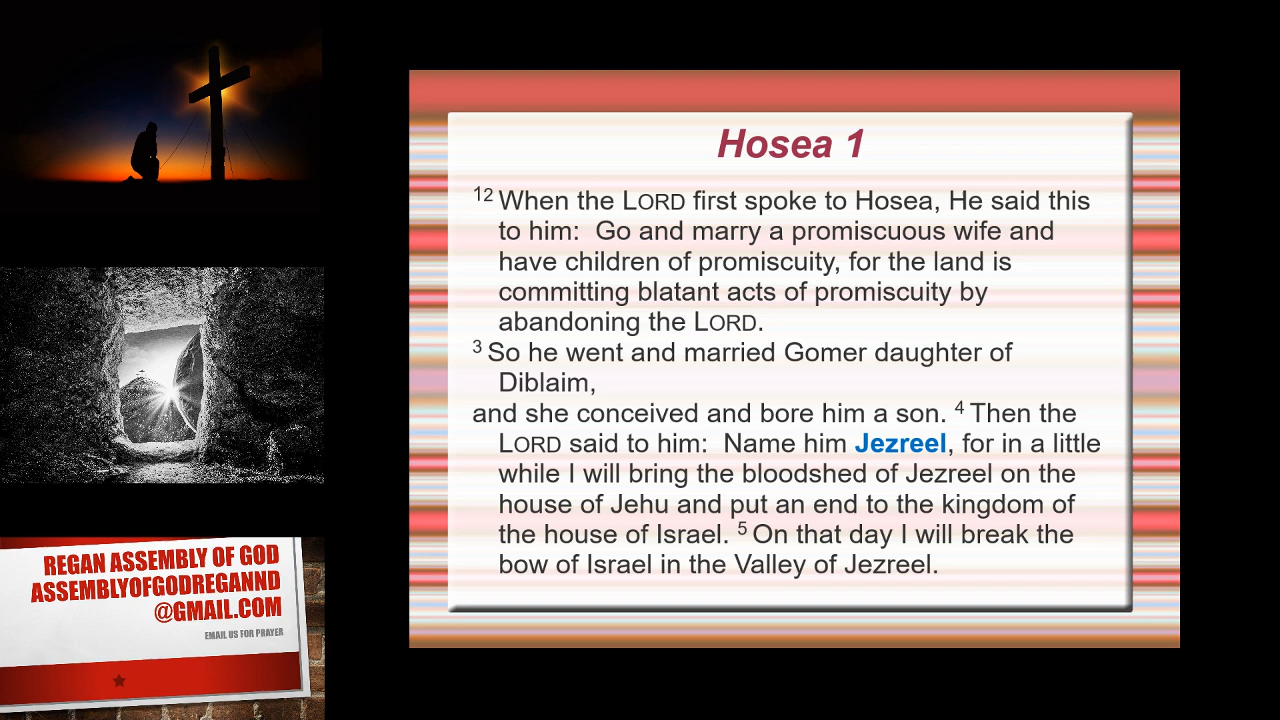 Hosea 1
12 When the LORD first spoke to Hosea, He said this
to him:  Go and marry a promiscuous wife and
have children of promiscuity, for the land is
committing blatant acts of promiscuity by
abandoning the LORD.
3 So he went and married Gomer daughter of
Diblaim,
and she conceived and bore him a son. 4 Then the
LORD said to him:  Name him Jezreel, for in a little
while I will bring the bloodshed of Jezreel on the
house of Jehu and put an end to the kingdom of
the house of Israel. 5 On that day I will break the
bow of Israel in the Valley of Jezreel.
REGAN ASSEMBLY OF GOD
ASSEMBLYOFGODREGANND
@GMAIL.COM
EMAIL US FOR PRAYER